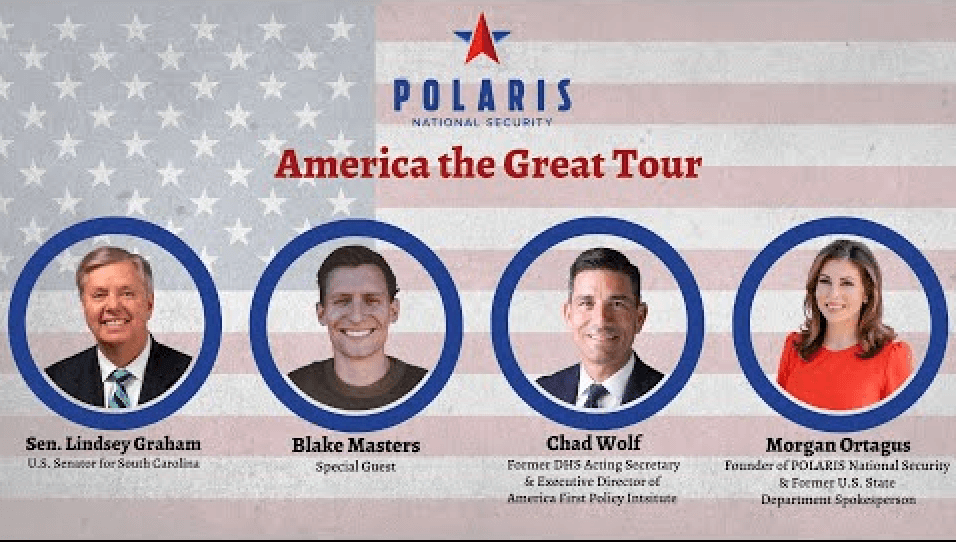 POLARIS
NATIONAL SECURITY
America the Great Tour
Sen. Lindsey Graham
U.S. Senator for South Carolina
Blake Masters
Special Guest
Chad Wolf
Former DHS Acting Secretary
& Executive Director of
America First Policy Intsitute
Morgan Ortagus
Founder of POLARIS National Security
& Former U.S. State
Department Spokesperson